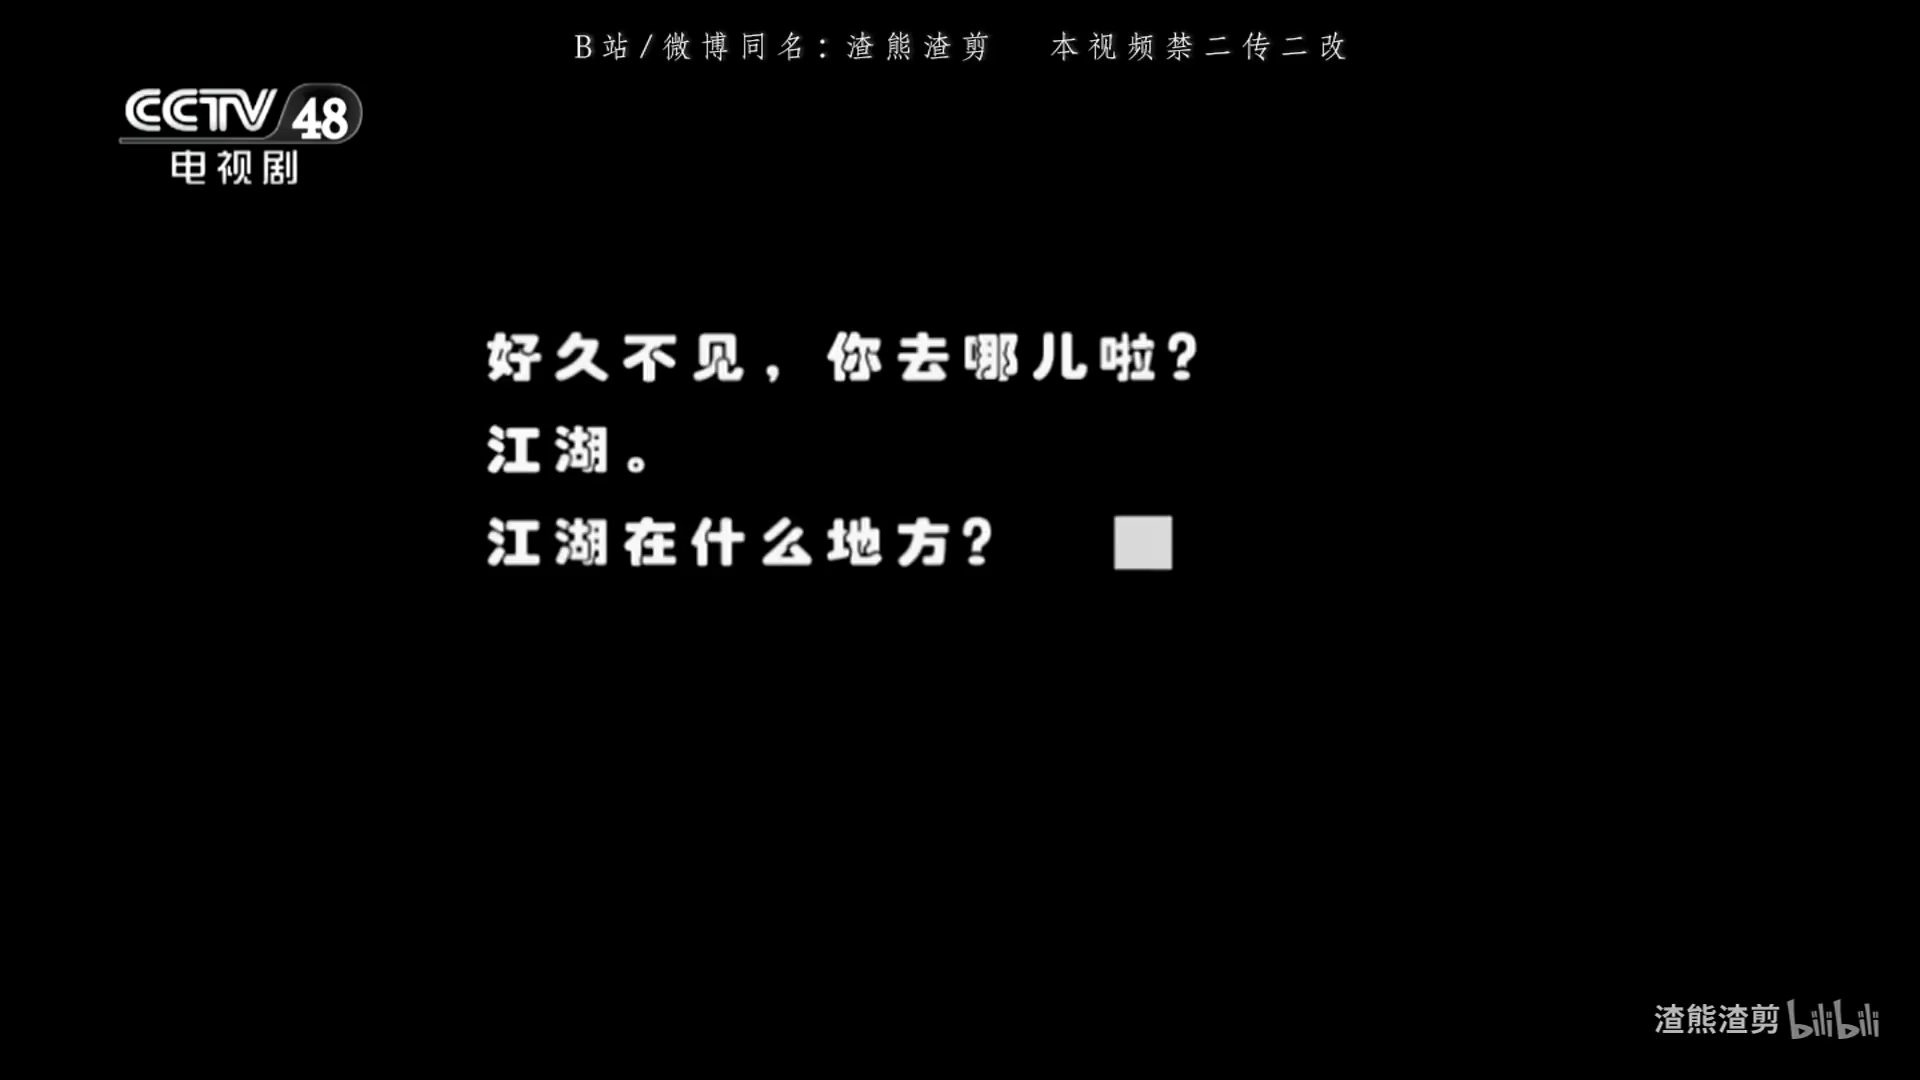 B站/微博同名：渣熊渣剪 本视频禁二传二改
CCTV 48
电视剧
好久不见，你去哪儿啦？
江湖。
江湖在什么地方？
渣熊渣剪 bilibili